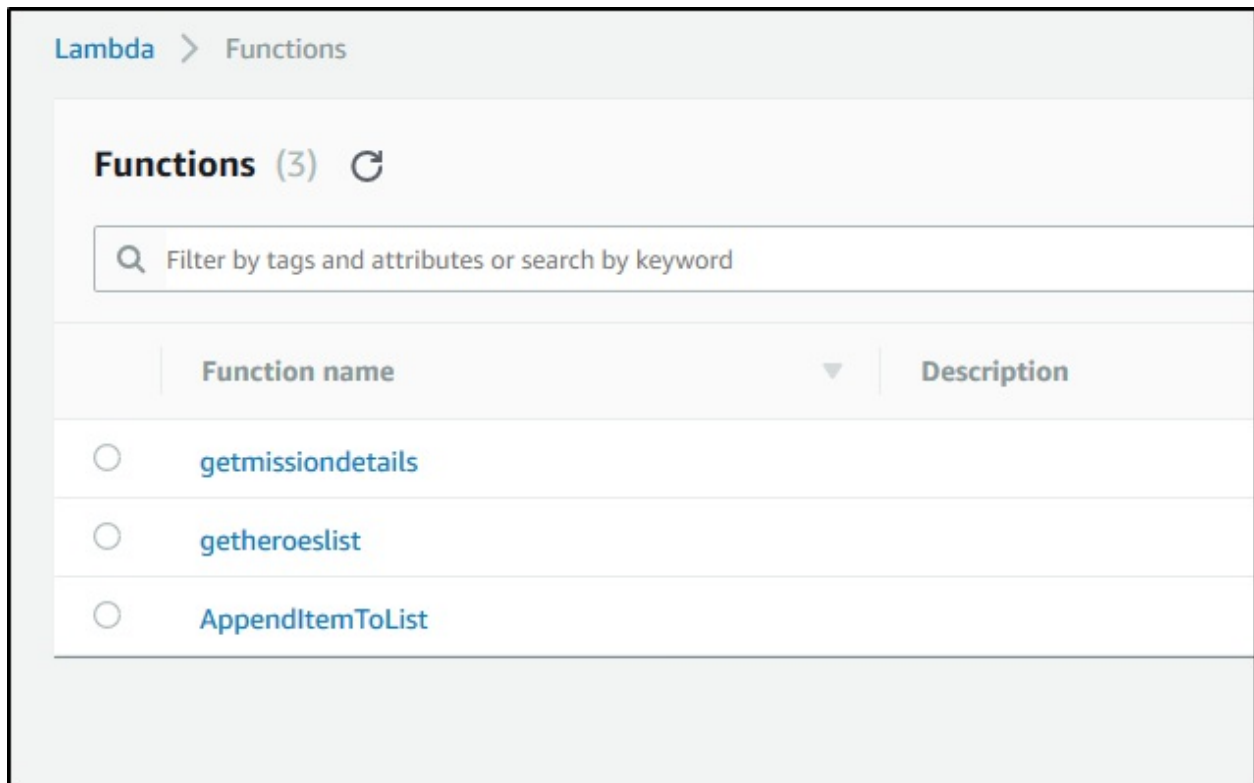 Lambda > Functions
Functions (3)
Filter by tags and attributes or search by keyword
Function name Description
getmissiondetails
getheroeslist
AppendItemToList